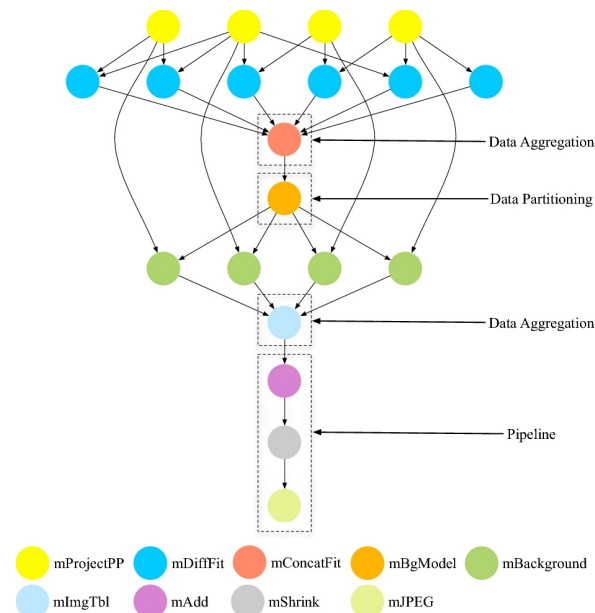 Data Aggregation
Data Partitioning
Data Aggregation
Pipeline
mProjectPP mDiffFit mConcatFit mBgModel mBackground
mImgTbl mAdd mShrink mJPEG